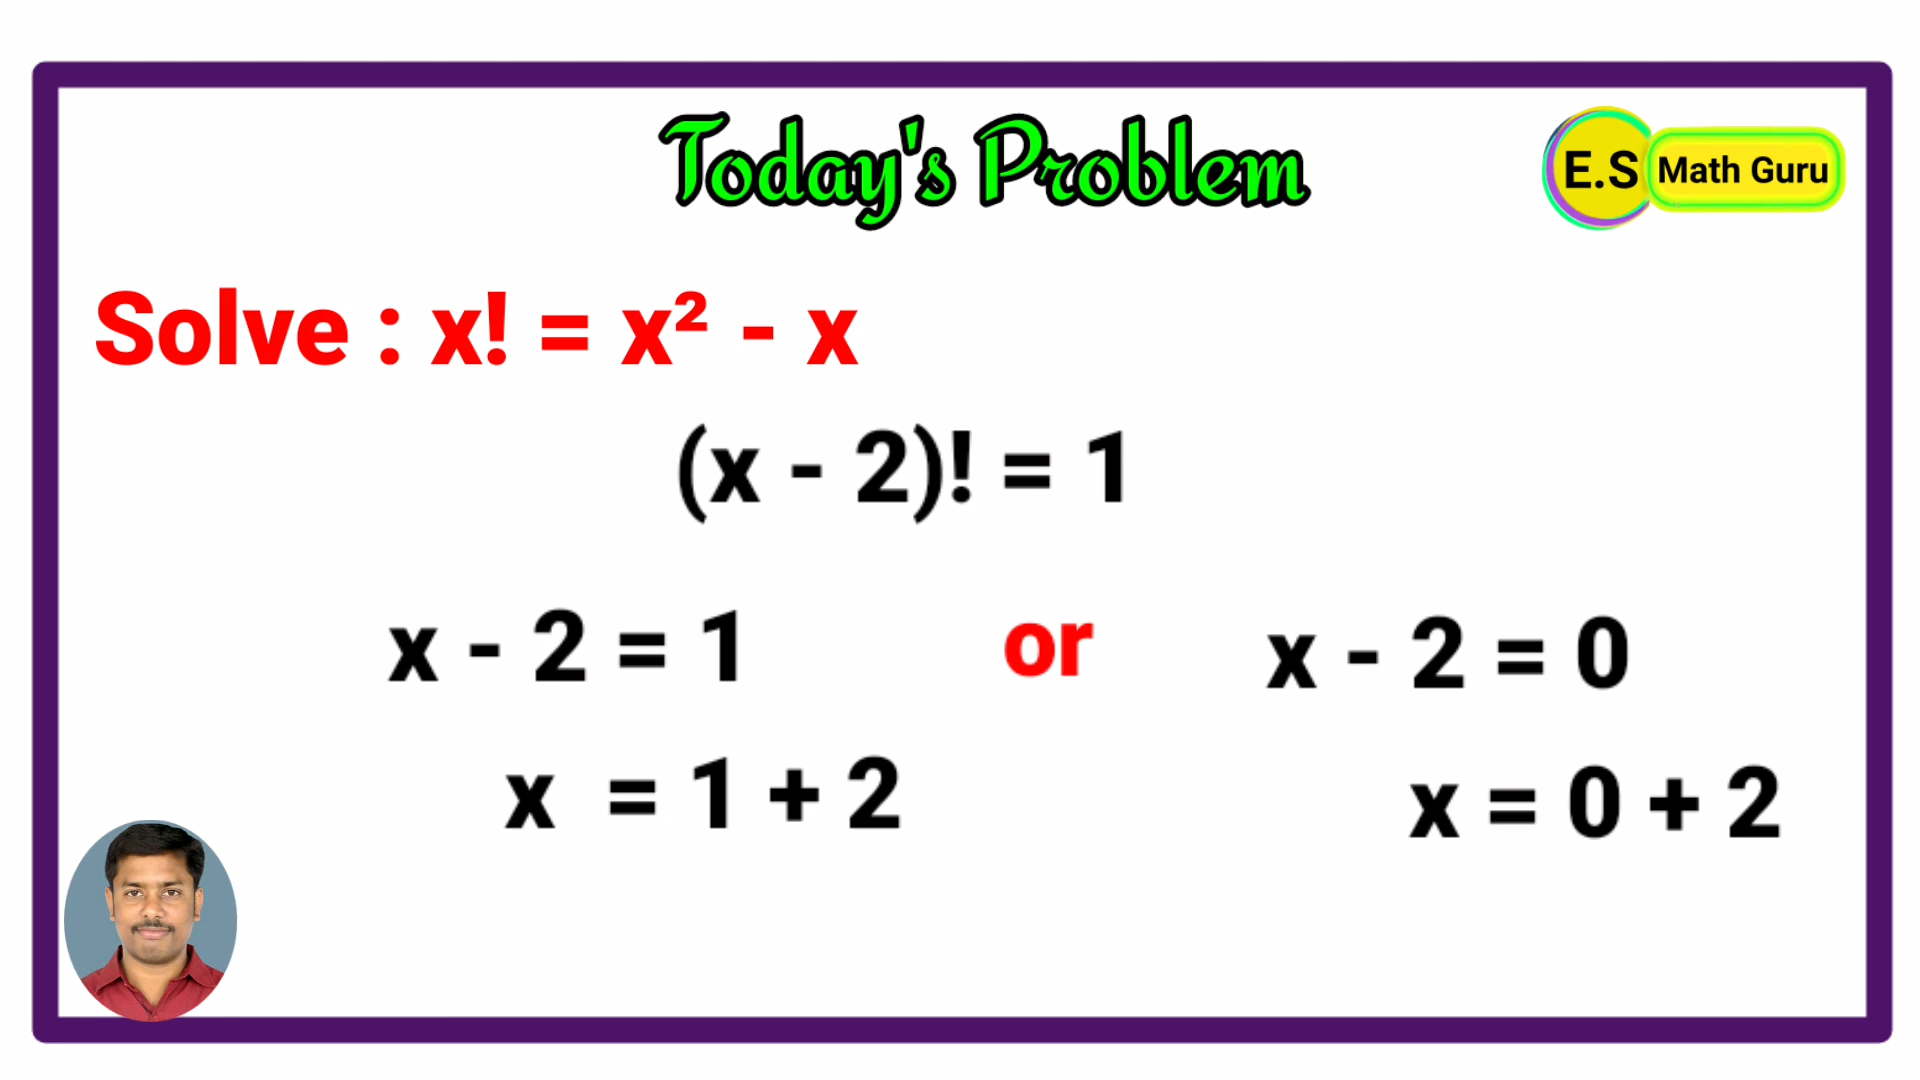 Today's Problem
E.S Math Guru
Solve : x! = x² - x
(x - 2)! = 1
x - 2 = 1 or x - 2 = 0
x = 1 + 2 x = 0 + 2